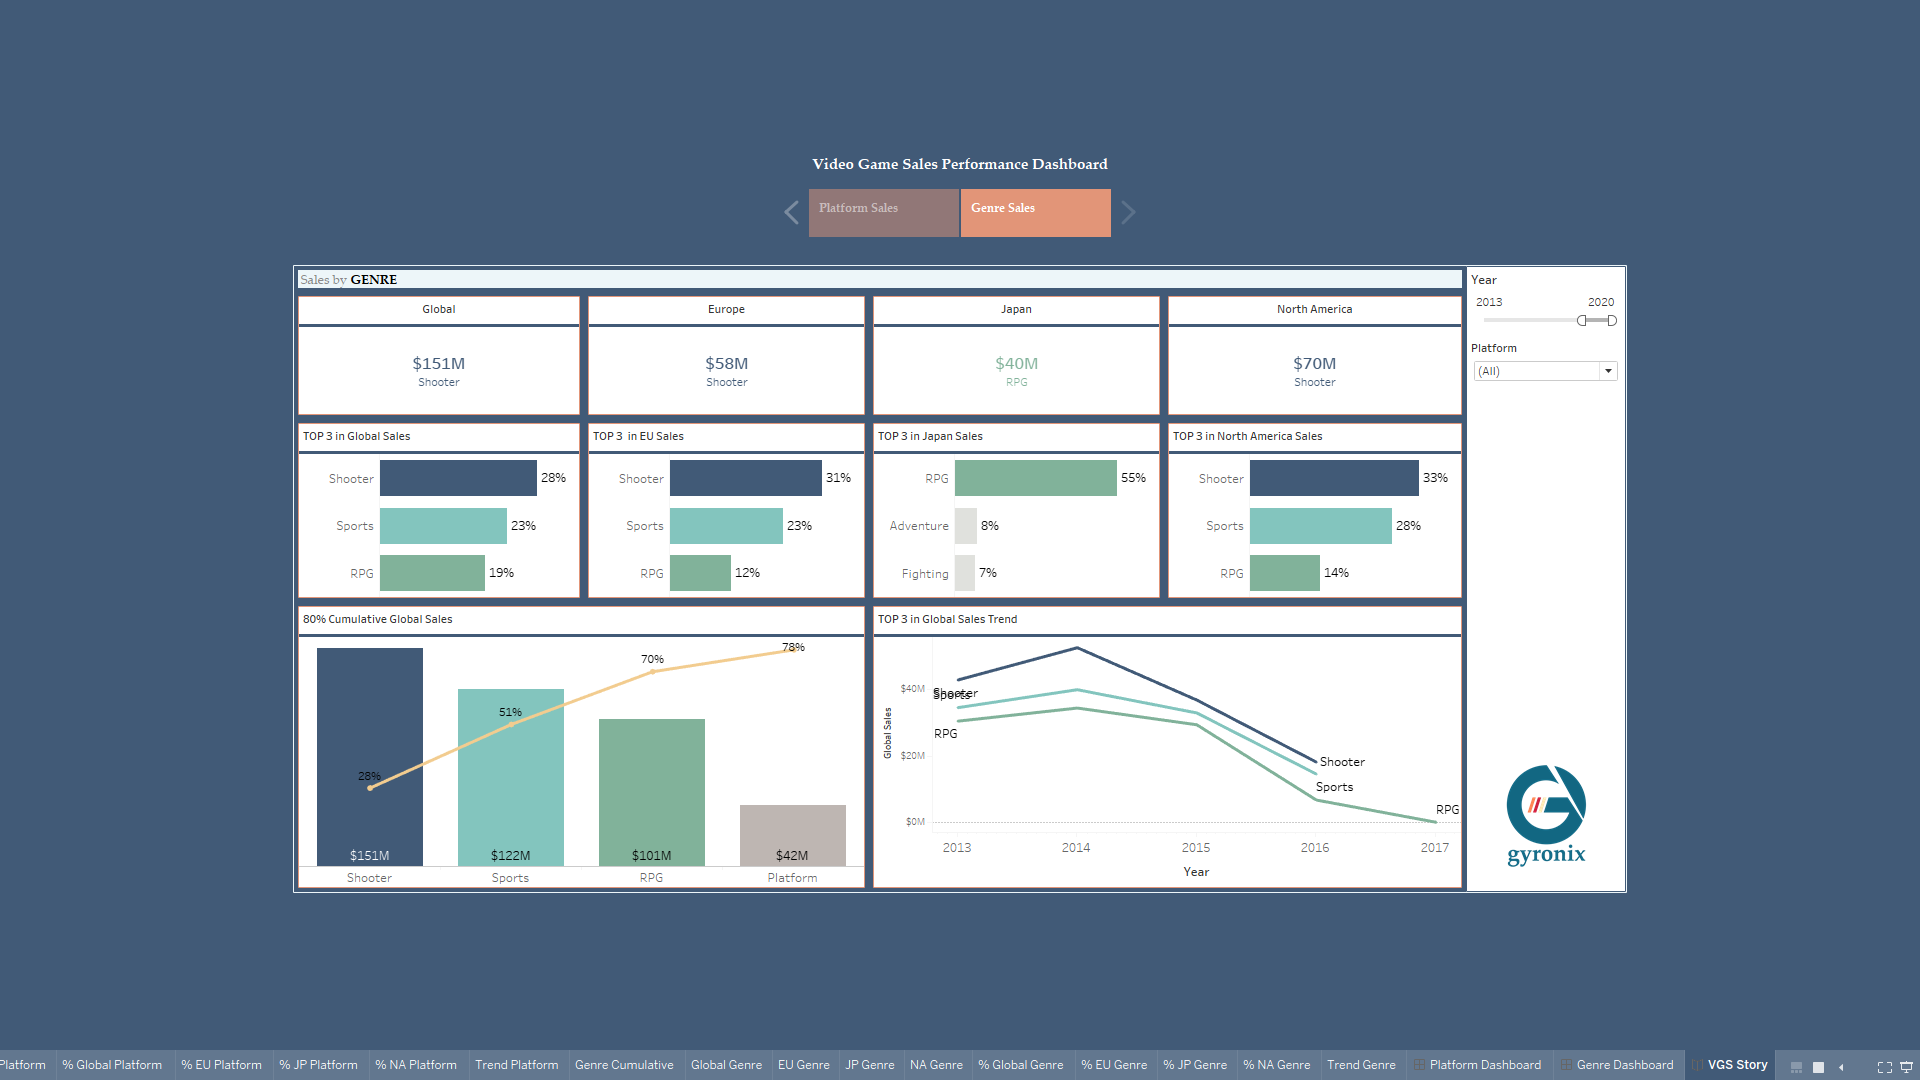 Video Game Sales Performance Dashboard
Platform Sales
Genre Sales
Sales by GENRE
Global
Europe
Japan
North America
$151M
Shooter
$58M
Shooter
$40M
RPG
$70M
Shooter
TOP 3 in Global Sales
Shooter 28%
Sports 23%
RPG 19%
TOP 3 in EU Sales
Shooter 31%
Sports 23%
RPG 12%
TOP 3 in Japan Sales
RPG 55%
Adventure 8%
Fighting 7%
TOP 3 in North America Sales
Shooter 33%
Sports 28%
RPG 14%
80% Cumulative Global Sales
28%
51%
70%
78%
$151M
$122M
$101M
$42M
Shooter
Sports
RPG
Platform
TOP 3 in Global Sales Trend
Global Sales
$40M
$20M
$0M
Shooter
Sports
RPG
Shooter
Sports
RPG
2013
2014
2015
2016
2017
Year
Year
2013 2020
Platform
(All)
gyronix
Platform
% Global Platform
% EU Platform
% JP Platform
% NA Platform
Trend Platform
Genre Cumulative
Global Genre
EU Genre
JP Genre
NA Genre
% Global Genre
% EU Genre
% JP Genre
% NA Genre
Trend Genre
Platform Dashboard
Genre Dashboard
VGS Story